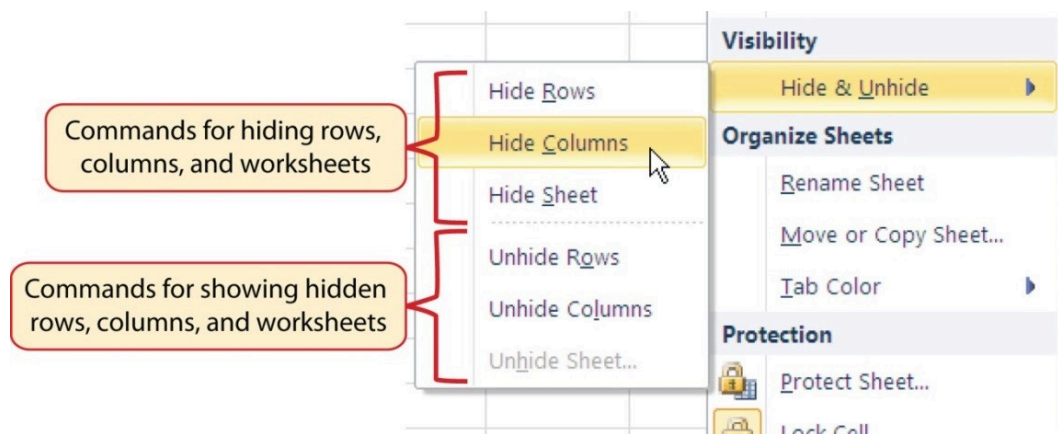 Commands for hiding rows,
columns, and worksheets
Commands for showing hidden
rows, columns, and worksheets
Hide Rows
Hide Columns
Hide Sheet
Unhide Rows
Unhide Columns
Unhide Sheet...
Visibility
Hide & Unhide
Organize Sheets
Rename Sheet
Move or Copy Sheet...
Tab Color
Protection
Protect Sheet...
Lock Cell